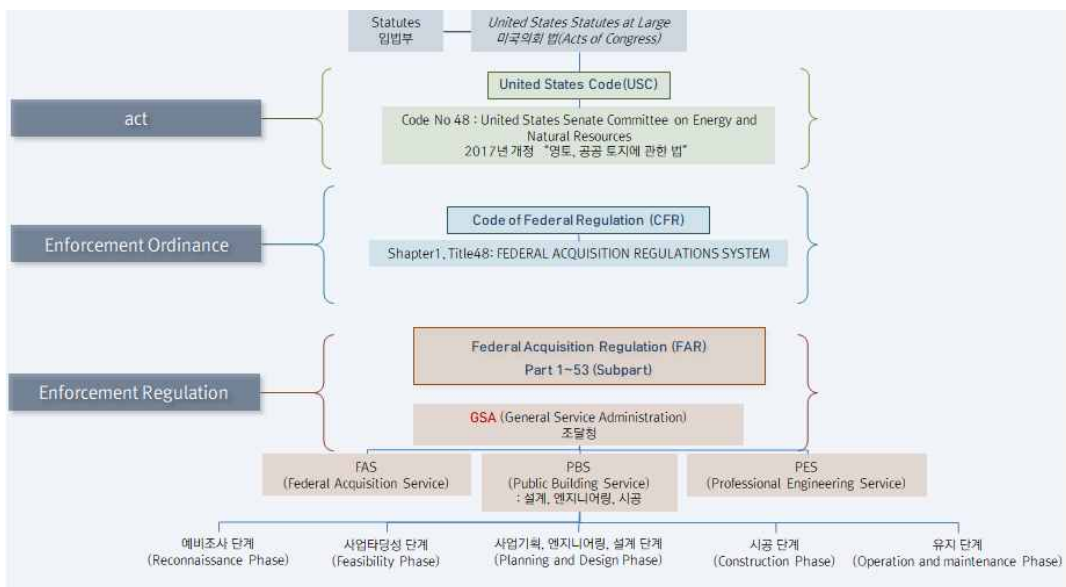 Statutes
입법부
United States Statutes at Large
미국의회 법(Acts of Congress)
act
United States Code(USC)
Code No 48 : United States Senate Committee on Energy and
Natural Resources
2017년 개정 “영토, 공공 토지에 관한 법”
Enforcement Ordinance
Code of Federal Regulation (CFR)
Shapter1, Title48: FEDERAL ACQUISITION REGULATIONS SYSTEM
Enforcement Regulation
Federal Acquisition Regulation (FAR)
Part 1~53 (Subpart)
GSA (General Service Administration)
조달청
FAS
(Federal Acquisition Service)
PBS
(Public Building Service)
: 설계, 엔지니어링, 시공
PES
(Professional Engineering Service)
예비조사 단계
(Reconnaissance Phase)
사업타당성 단계
(Feasibility Phase)
사업기획, 엔지니어링, 설계 단계
(Planning and Design Phase)
시공 단계
(Construction Phase)
유지 단계
(Operation and maintenance Phase)